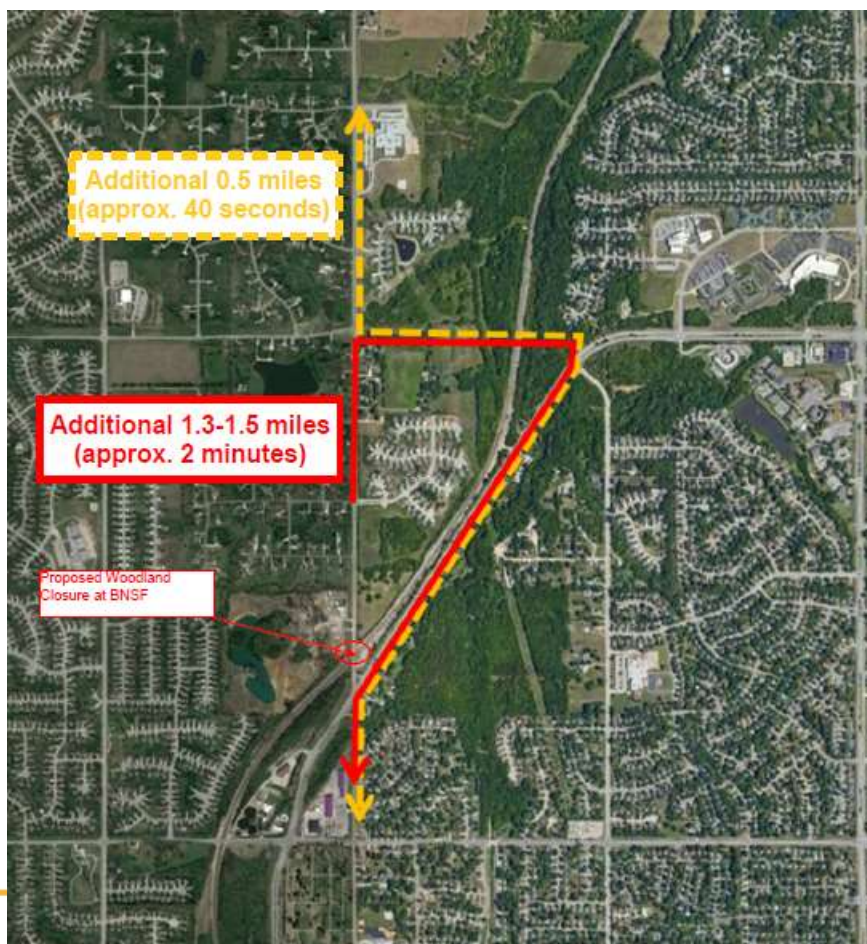 Additional 0.5 miles
(approx. 40 seconds)
Additional 1.3-1.5 miles
(approx. 2 minutes)
Proposed Woodland
Closure at BNSF